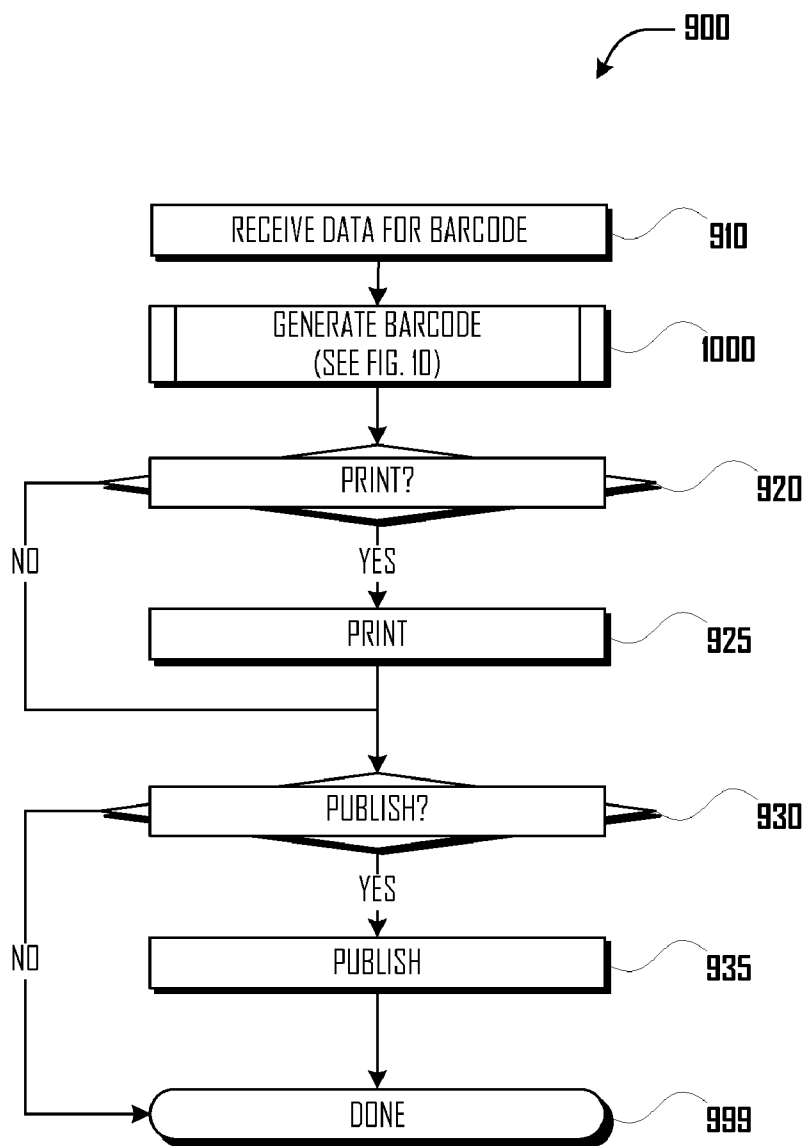 900
RECEIVE DATA FOR BARCODE
910
GENERATE BARCODE
(SEE FIG. 10)
1000
PRINT?
920
NO
YES
PRINT
925
PUBLISH?
930
YES
NO
PUBLISH
935
DONE
999